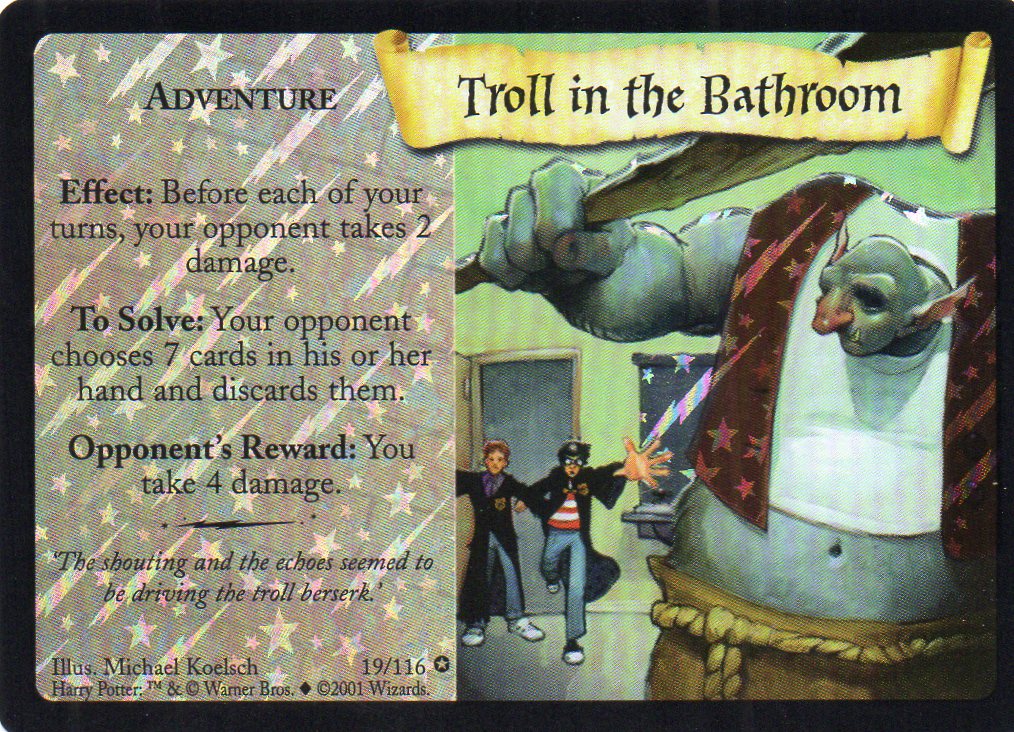 Adventure
Troll in the Bathroom
Effect: Before each of your
turns, your opponent takes 2
damage.
To Solve: Your opponent
chooses 7 cards in his or her
hand and discards them.
Opponent's Reward: You
take 4 damage.
‘The shouting and the echoes seemed to
be driving the troll berserk.’
Illus. Michael Koelsch 19/116 ✪
Harry Potter: ™ & © Warner Bros. ♦ ©2001 Wizards.